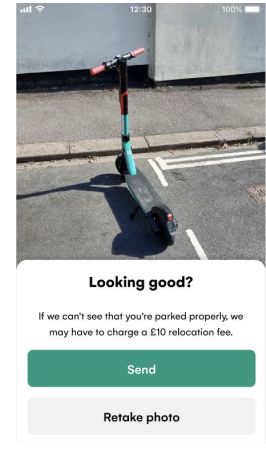 12:30
100%
Looking good?
If we can't see that you're parked properly, we
may have to charge a £10 relocation fee.
Send
Retake photo